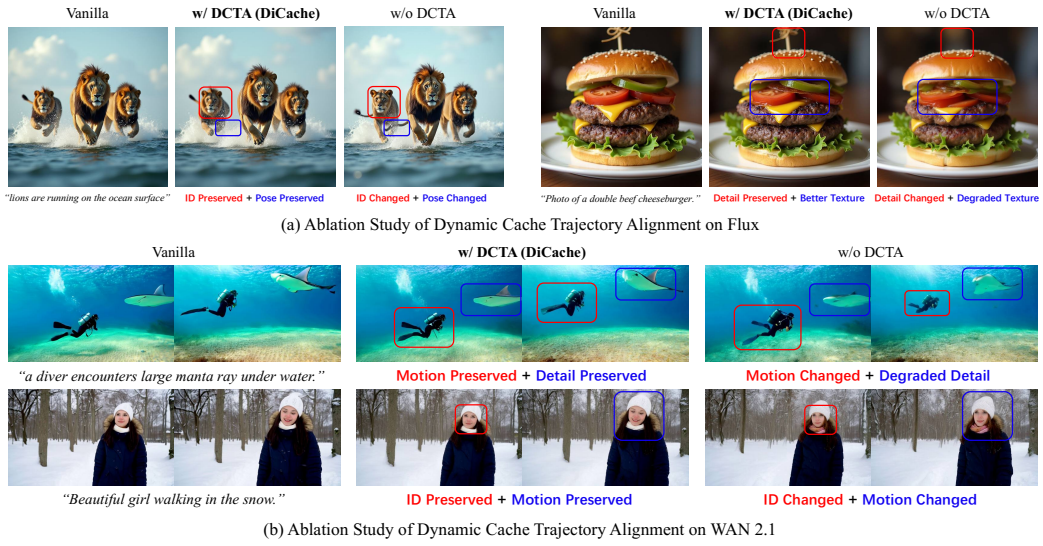 Vanilla w/ DCTA (DiCache) w/o DCTA Vanilla w/ DCTA (DiCache) w/o DCTA
"lions are running on the ocean surface" ID Preserved + Pose Preserved ID Changed + Pose Changed "Photo of a double beef cheeseburger." Detail Preserved + Better Texture Detail Changed + Degraded Texture
(a) Ablation Study of Dynamic Cache Trajectory Alignment on Flux
Vanilla w/ DCTA (DiCache) w/o DCTA
"a diver encounters large manta ray under water." Motion Preserved + Detail Preserved Motion Changed + Degraded Detail
"Beautiful girl walking in the snow." ID Preserved + Motion Preserved ID Changed + Motion Changed
(b) Ablation Study of Dynamic Cache Trajectory Alignment on WAN 2.1